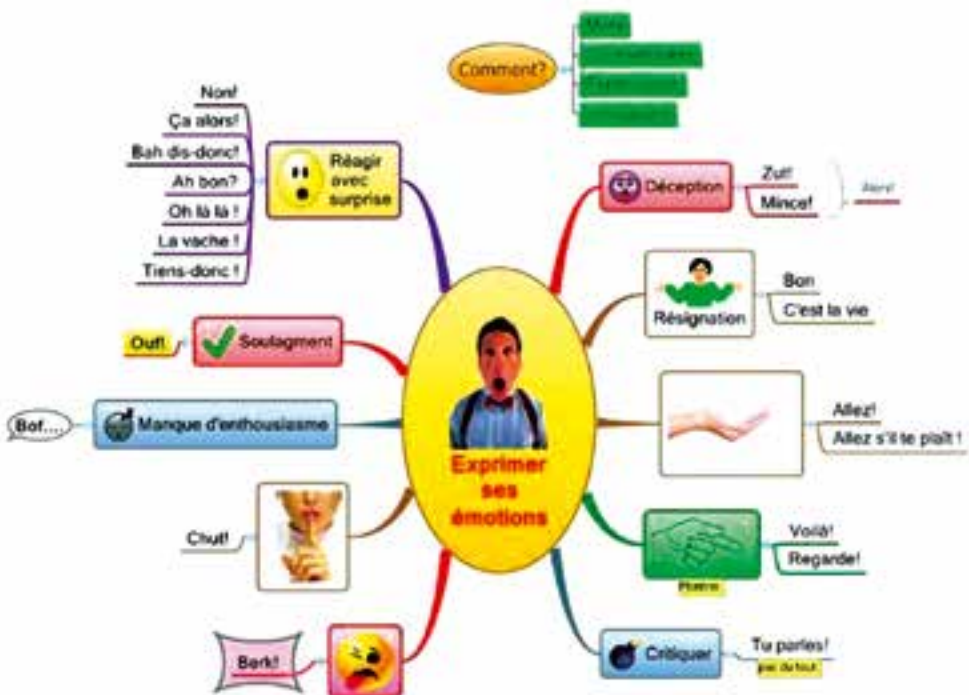 Comment?
Non!
Ça alors!
Bah dis-donc!
Ah bon?
Oh là là !
La vache !
Tiens-donc !
Réagir
avec
surprise
Déception
Zut!
Mince!
Résignation
Bon
C'est la vie
Ouf!
Soulagment
Bof....
Manque d'enthousiasme
Allez!
Allez s'il te plaît !
Exprimer
ses
émotions
Chut!
Voilà!
Regarde!
Berk!
Critiquer
Tu parles!
pas du tout